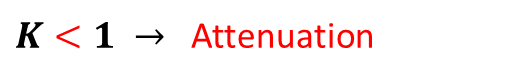 K < 1 → Attenuation